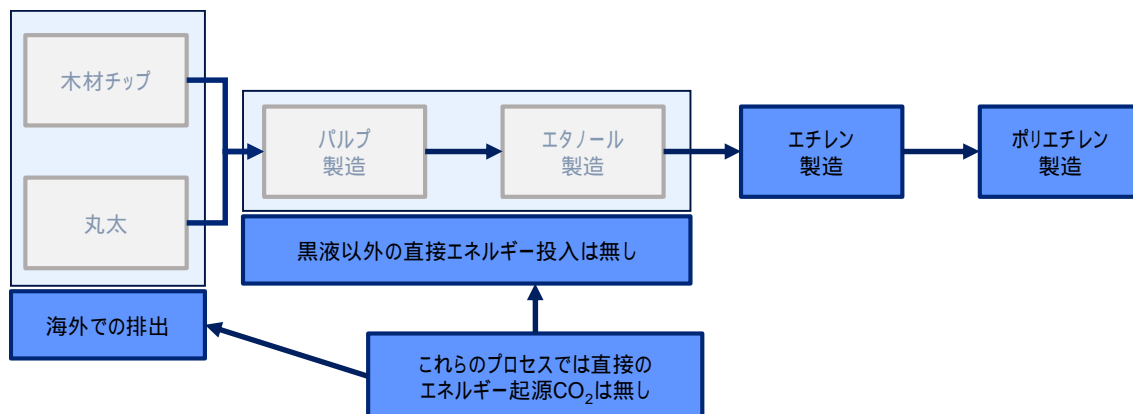 木材チップ
丸太
パルプ
製造
エタノール
製造
エチレン
製造
ポリエチレン
製造
黒液以外の直接エネルギー投入は無し
海外での排出
これらのプロセスでは直接の
エネルギー起源CO₂は無し